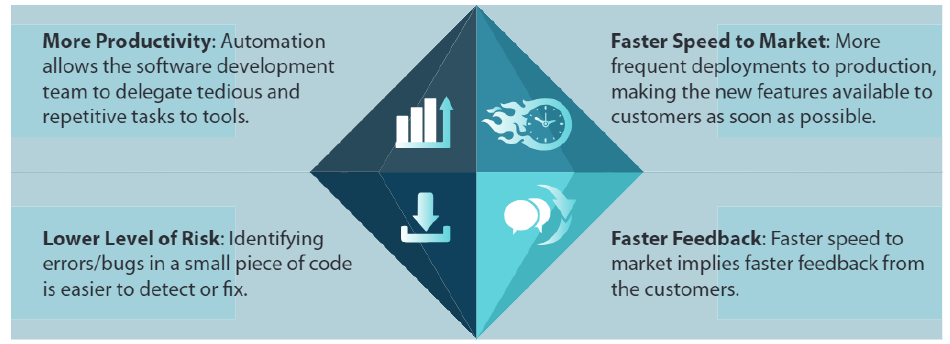 More Productivity: Automation
allows the software development
team to delegate tedious and
repetitive tasks to tools.
Faster Speed to Market: More
frequent deployments to production,
making the new features available to
customers as soon as possible.
Lower Level of Risk: Identifying
errors/bugs in a small piece of code
is easier to detect or fix.
Faster Feedback: Faster speed to
market implies faster feedback from
the customers.